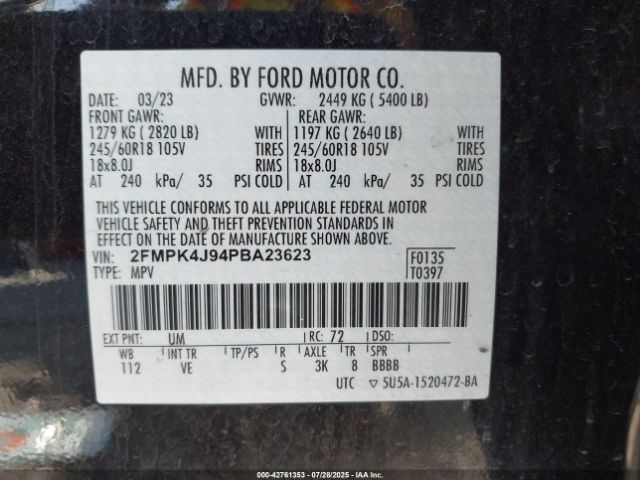 MFD. BY FORD MOTOR CO.
DATE: 03/23 GVWR: 2449 KG ( 5400 LB)
FRONT GAWR: REAR GAWR:
1279 KG ( 2820 LB) WITH 1197 KG ( 2640 LB) WITH
245/60R18 105V TIRES 245/60R18 105V TIRES
18x8.0J RIMS 18x8.0J RIMS
AT 240 kPa/ 35 PSI COLD AT 240 kPa/ 35 PSI COLD
THIS VEHICLE CONFORMS TO ALL APPLICABLE FEDERAL MOTOR
VEHICLE SAFETY AND THEFT PREVENTION STANDARDS IN
EFFECT ON THE DATE OF MANUFACTURE SHOWN ABOVE.
VIN: 2FMPK4J94PBA23623 F0135
TYPE: MPV T0397
EXT PNT: UM RC: 72 DSO:
WB INT TR TP/PS R AXLE TR SPR
112 VE S 3K 8 BBBB
UTC ▽ 5U5A-1520472-BA
000-42761353 | 07/28/2025 | IAA Inc.